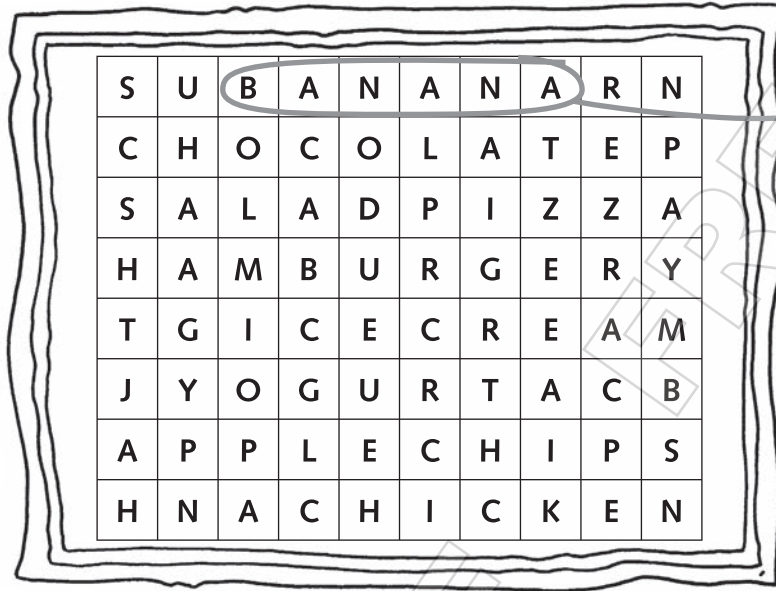 S U B A N A N A R N
C H O C O L A T E P
S A L A D P I Z Z A
H A M B U R G E R Y
T G I C E C R E A M
J Y O G U R T A C B
A P P L E C H I P S
H N A C H I C K E N